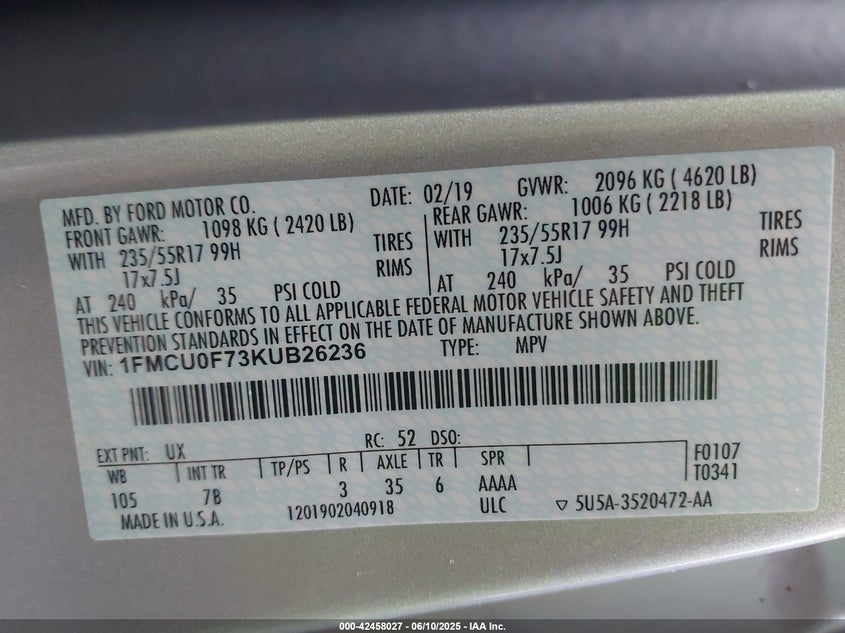 MFD. BY FORD MOTOR CO. DATE: 02/19 GVWR: 2096 KG ( 4620 LB)
FRONT GAWR: 1098 KG ( 2420 LB) REAR GAWR: 1006 KG ( 2218 LB)
WITH 235/55R17 99H TIRES WITH 235/55R17 99H TIRES
17x7.5J RIMS 17x7.5J RIMS
AT 240 kPa/ 35 PSI COLD AT 240 kPa/ 35 PSI COLD
THIS VEHICLE CONFORMS TO ALL APPLICABLE FEDERAL MOTOR VEHICLE SAFETY AND THEFT
PREVENTION STANDARDS IN EFFECT ON THE DATE OF MANUFACTURE SHOWN ABOVE.
VIN: 1FMCU0F73KUB26236 TYPE: MPV
EXT PNT: UX RC: 52 DSO:
WB INT TR TP/PS R AXLE TR SPR F0107
105 7B 3 35 6 AAAA T0341
MADE IN U.S.A. 1201902040918 ULC ▽ 5U5A-3520472-AA
000-42458027 - 06/10/2025 - IAA Inc.